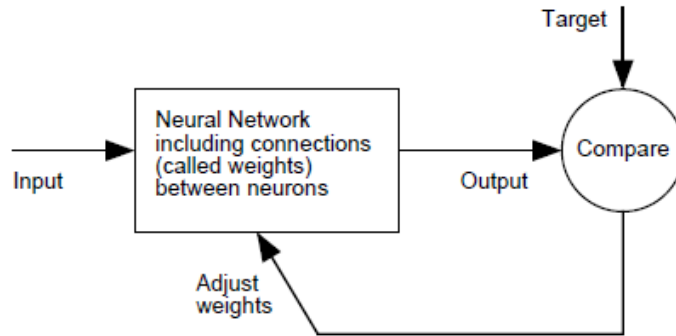 Target
Neural Network
including connections
(called weights)
between neurons
Compare
Input
Output
Adjust
weights